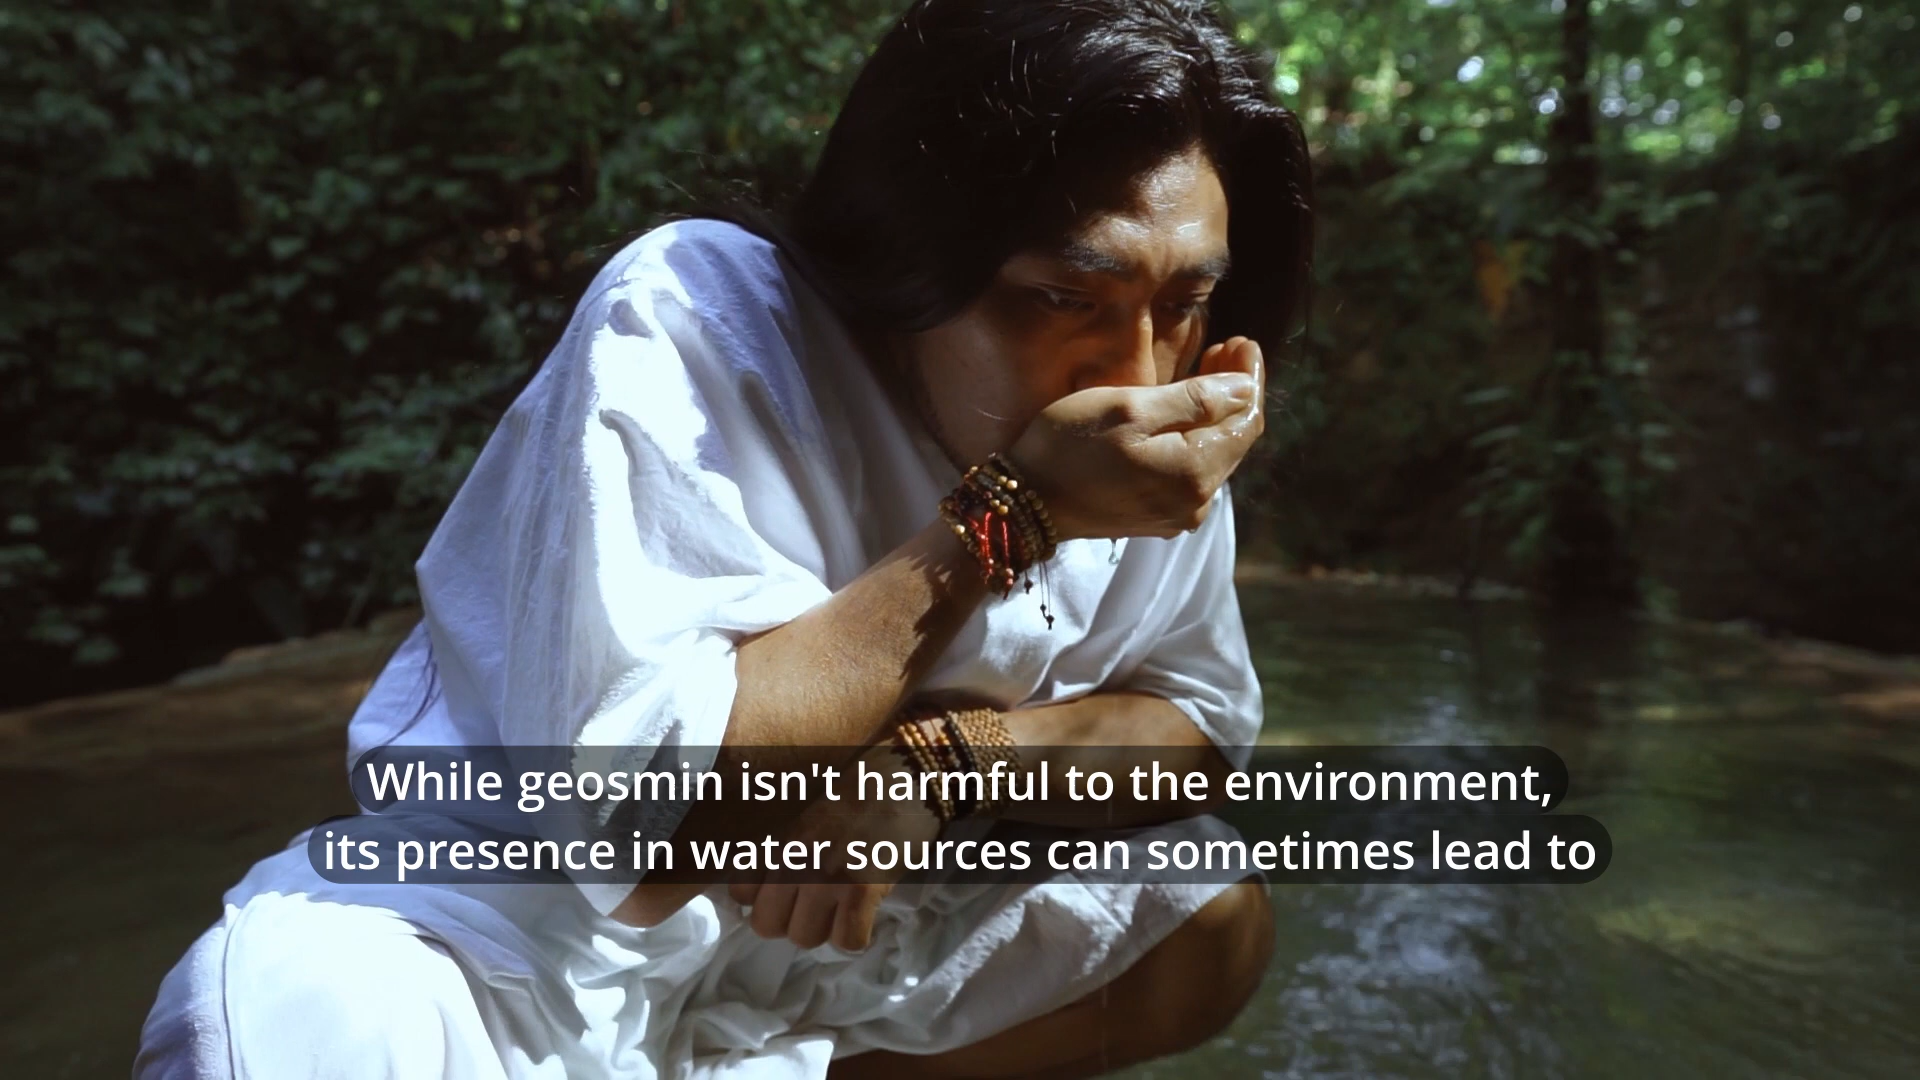 While geosmin isn't harmful to the environment,
its presence in water sources can sometimes lead to